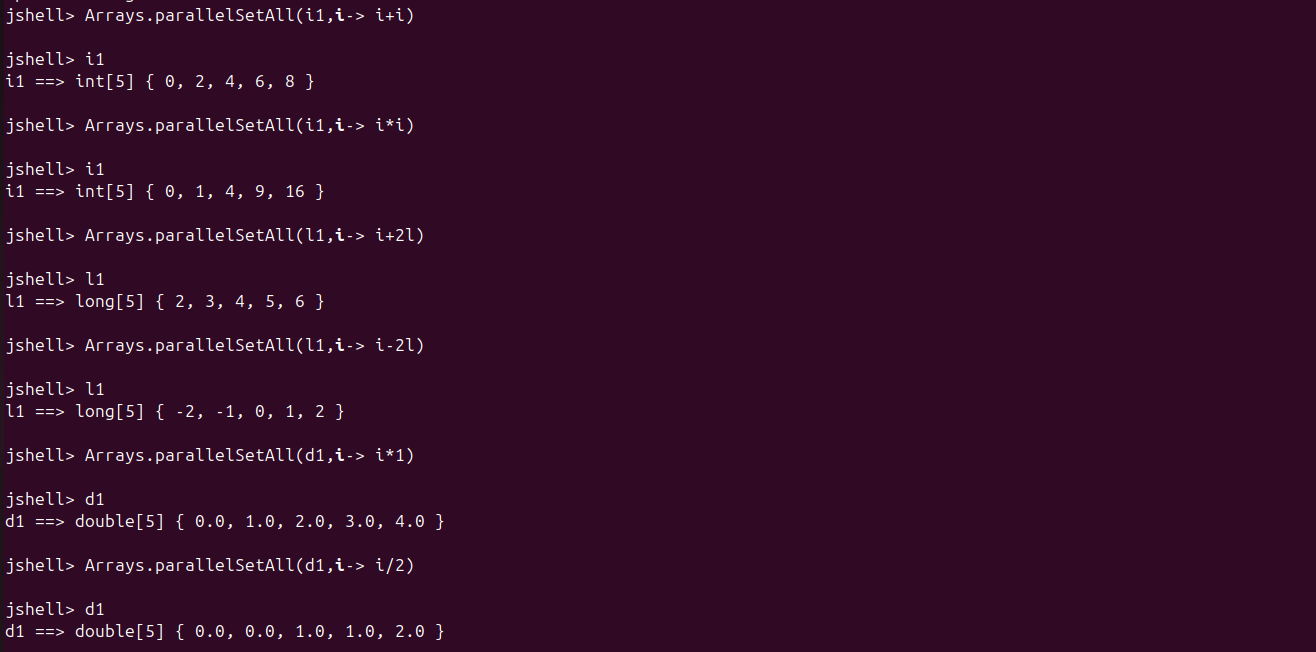 jshell> Arrays.parallelSetAll(i1,i-> i+i)
jshell> i1
i1 ==> int[5] { 0, 2, 4, 6, 8 }
jshell> Arrays.parallelSetAll(i1,i-> i*i)
jshell> i1
i1 ==> int[5] { 0, 1, 4, 9, 16 }
jshell> Arrays.parallelSetAll(l1,i-> i+2l)
jshell> l1
l1 ==> long[5] { 2, 3, 4, 5, 6 }
jshell> Arrays.parallelSetAll(l1,i-> i-2l)
jshell> l1
l1 ==> long[5] { -2, -1, 0, 1, 2 }
jshell> Arrays.parallelSetAll(d1,i-> i*1)
jshell> d1
d1 ==> double[5] { 0.0, 1.0, 2.0, 3.0, 4.0 }
jshell> Arrays.parallelSetAll(d1,i-> i/2)
jshell> d1
d1 ==> double[5] { 0.0, 0.0, 1.0, 1.0, 2.0 }